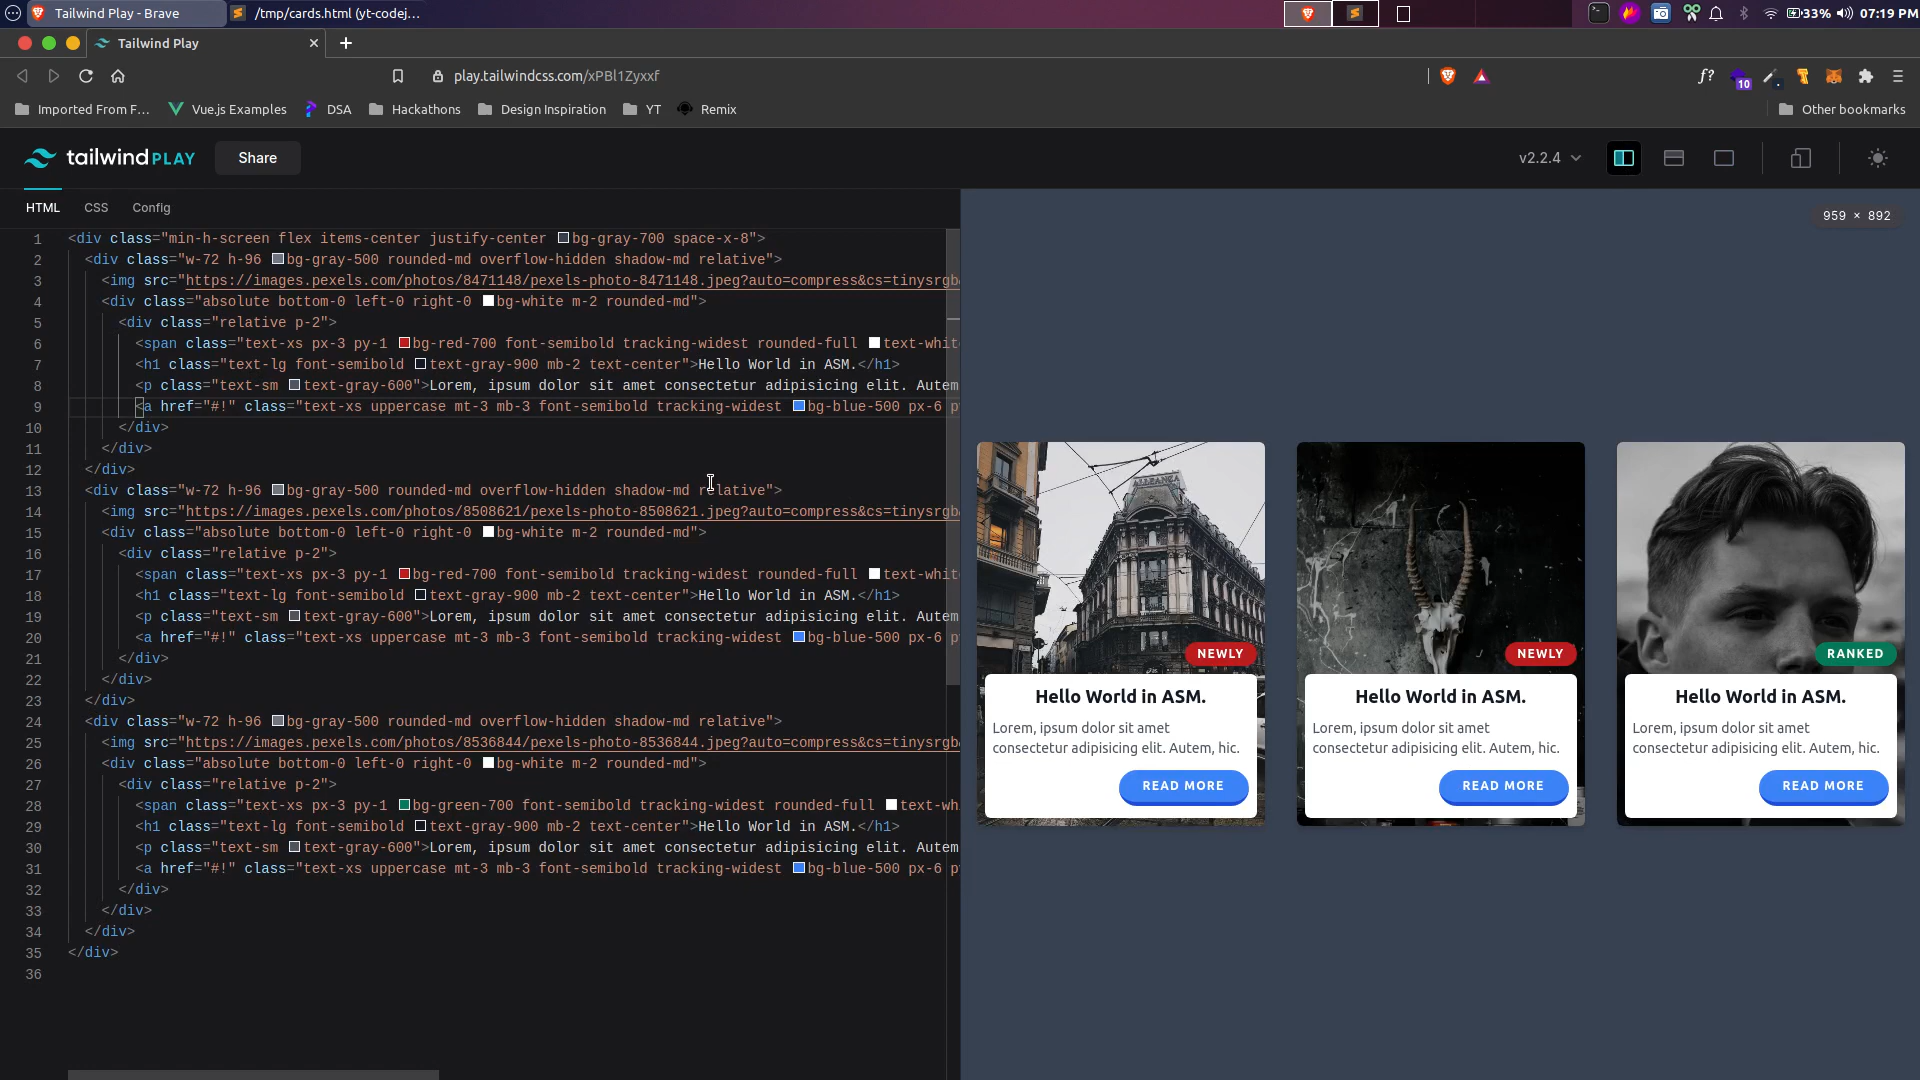 Tailwind Play - Brave
/tmp/cards.html (yt-codej...
33%
07:19 PM
Tailwind Play
play.tailwindcss.com/xPBl1Zyxxf
f?
10
Imported From F...
Vue.js Examples
DSA
Hackathons
Design Inspiration
YT
Remix
Other bookmarks
tailwind PLAY
Share
v2.2.4
HTML CSS Config
959 × 892
1 <div class="min-h-screen flex items-center justify-center bg-gray-700 space-x-8">
2 <div class="w-72 h-96 bg-gray-500 rounded-md overflow-hidden shadow-md relative">
3 <img src="https://images.pexels.com/photos/8471148/pexels-photo-8471148.jpeg?auto=compress&cs=tinysrgb&
4 <div class="absolute bottom-0 left-0 right-0 bg-white m-2 rounded-md">
5 <div class="relative p-2">
6 <span class="text-xs px-3 py-1 bg-red-700 font-semibold tracking-widest rounded-full text-whit
7 <h1 class="text-lg font-semibold text-gray-900 mb-2 text-center">Hello World in ASM.</h1>
8 <p class="text-sm text-gray-600">Lorem, ipsum dolor sit amet consectetur adipisicing elit. Autem
9 <a href="#!" class="text-xs uppercase mt-3 mb-3 font-semibold tracking-widest bg-blue-500 px-6 p
10 </div>
11 </div>
12 </div>
13 <div class="w-72 h-96 bg-gray-500 rounded-md overflow-hidden shadow-md relative">
14 <img src="https://images.pexels.com/photos/8508621/pexels-photo-8508621.jpeg?auto=compress&cs=tinysrgb&
15 <div class="absolute bottom-0 left-0 right-0 bg-white m-2 rounded-md">
16 <div class="relative p-2">
17 <span class="text-xs px-3 py-1 bg-red-700 font-semibold tracking-widest rounded-full text-whit
18 <h1 class="text-lg font-semibold text-gray-900 mb-2 text-center">Hello World in ASM.</h1>
19 <p class="text-sm text-gray-600">Lorem, ipsum dolor sit amet consectetur adipisicing elit. Autem
20 <a href="#!" class="text-xs uppercase mt-3 mb-3 font-semibold tracking-widest bg-blue-500 px-6 p
21 </div>
22 </div>
23 </div>
24 <div class="w-72 h-96 bg-gray-500 rounded-md overflow-hidden shadow-md relative">
25 <img src="https://images.pexels.com/photos/8536844/pexels-photo-8536844.jpeg?auto=compress&cs=tinysrgb&
26 <div class="absolute bottom-0 left-0 right-0 bg-white m-2 rounded-md">
27 <div class="relative p-2">
28 <span class="text-xs px-3 py-1 bg-green-700 font-semibold tracking-widest rounded-full text-wh
29 <h1 class="text-lg font-semibold text-gray-900 mb-2 text-center">Hello World in ASM.</h1>
30 <p class="text-sm text-gray-600">Lorem, ipsum dolor sit amet consectetur adipisicing elit. Autem
31 <a href="#!" class="text-xs uppercase mt-3 mb-3 font-semibold tracking-widest bg-blue-500 px-6 p
32 </div>
33 </div>
34 </div>
35 </div>
36
ALLEANZA
NEWLY
Hello World in ASM.
Lorem, ipsum dolor sit amet
consectetur adipisicing elit. Autem, hic.
READ MORE
NEWLY
Hello World in ASM.
Lorem, ipsum dolor sit amet
consectetur adipisicing elit. Autem, hic.
READ MORE
RANKED
Hello World in ASM.
Lorem, ipsum dolor sit amet
consectetur adipisicing elit. Autem, hic.
READ MORE